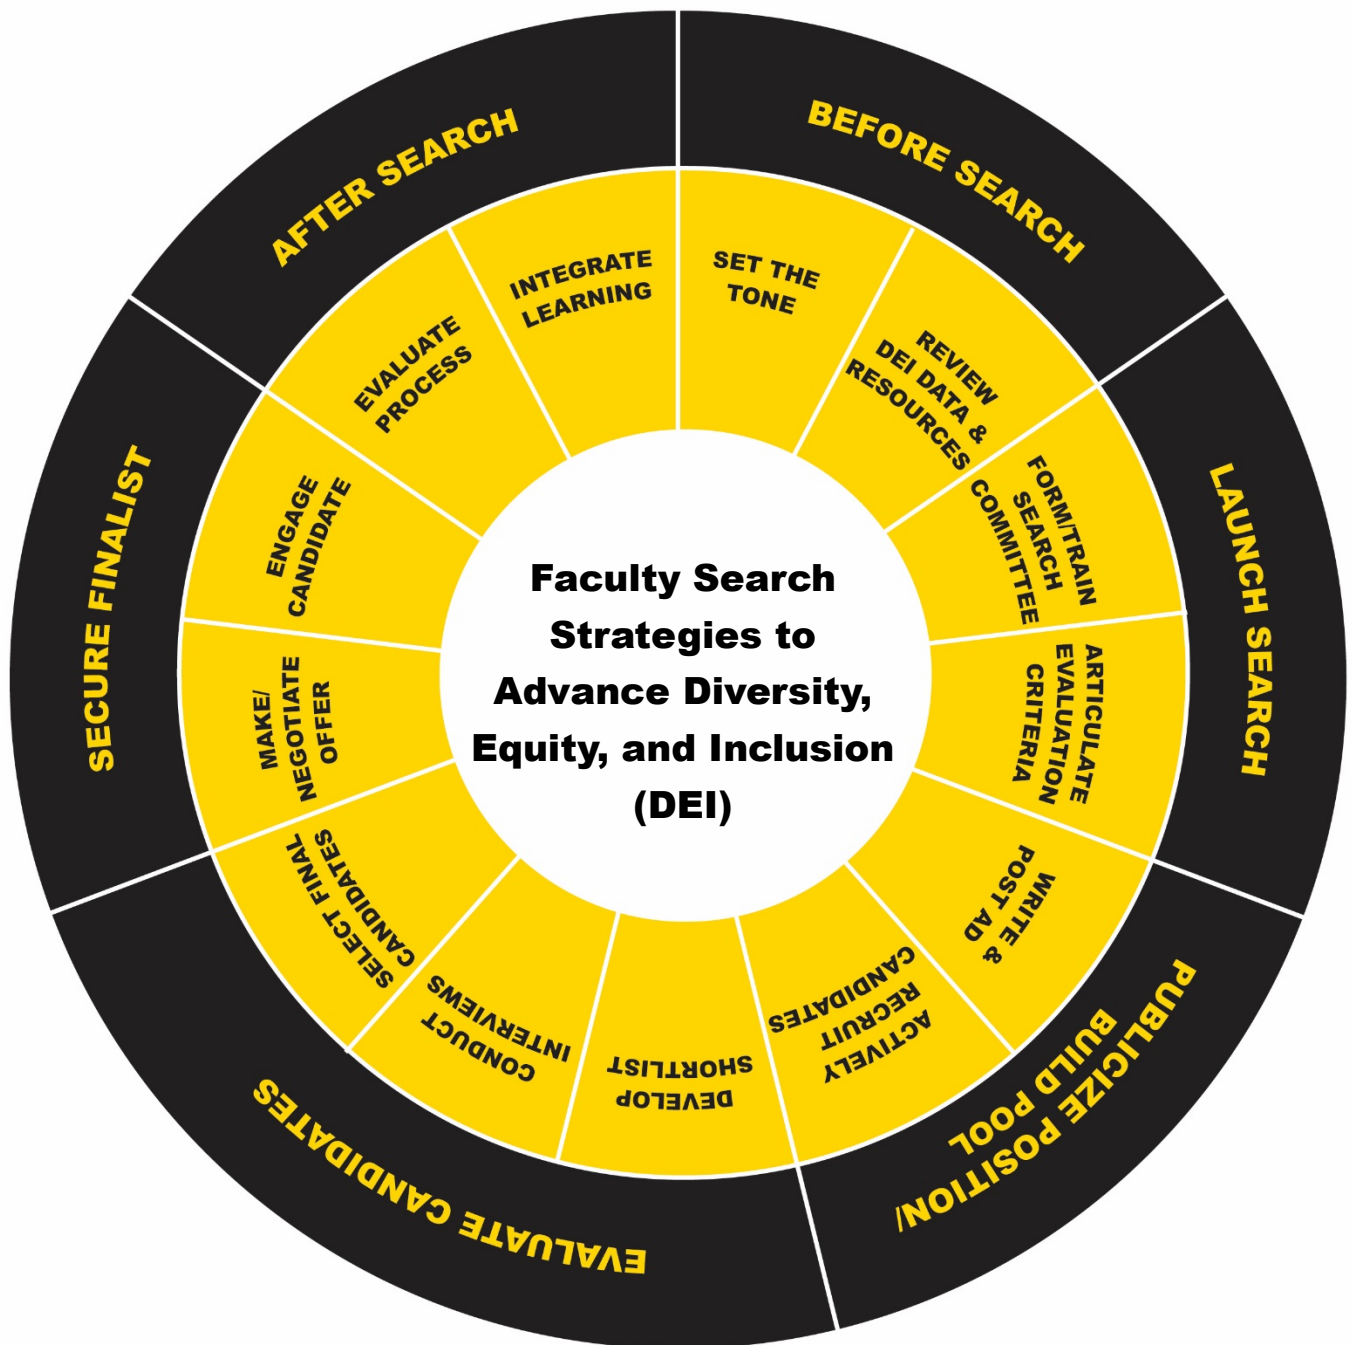 BEFORE SEARCH
SET THE
TONE
REVIEW
DEI DATA &
RESOURCES
LAUNCH SEARCH
FORM/TRAIN
SEARCH
COMMITTEE
ARTICULATE
EVALUATION
CRITERIA
PUBLICIZE POSITION/
BUILD POOL
WRITE &
POST AD
ACTIVELY
RECRUIT
CANDIDATES
EVALUATE CANDIDATES
DEVELOP
SHORTLIST
CONDUCT
INTERVIEWS
SELECT FINAL
CANDIDATES
SECURE FINALIST
MAKE/
NEGOTIATE
OFFER
ENGAGE
CANDIDATE
AFTER SEARCH
EVALUATE
PROCESS
INTEGRATE
LEARNING
Faculty Search
Strategies to
Advance Diversity,
Equity, and Inclusion
(DEI)